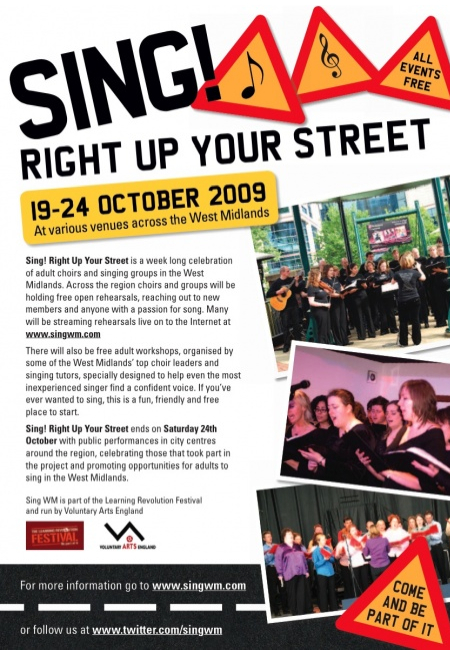 SING!
ALL
EVENTS
FREE
RIGHT UP YOUR STREET
19-24 OCTOBER 2009
At various venues across the West Midlands
Sing! Right Up Your Street is a week long celebration
of adult choirs and singing groups in the West
Midlands. Across the region choirs and groups will be
holding free open rehearsals, reaching out to new
members and anyone with a passion for song. Many
will be streaming rehearsals live on to the Internet at
www.singwm.com
There will also be free adult workshops, organised by
some of the West Midlands' top choir leaders and
singing tutors, specially designed to help even the most
inexperienced singer find a confident voice. If you've
ever wanted to sing, this is a fun, friendly and free
place to start.
Sing! Right Up Your Street ends on Saturday 24th
October with public performances in city centres
around the region, celebrating those that took part in
the project and promoting opportunities for adults to
sing in the West Midlands.
Sing WM is part of the Learning Revolution Festival
and run by Voluntary Arts England
THE LEARNING REVOLUTION
FESTIVAL
VOLUNTARY ARTS ENGLAND
For more information go to www.singwm.com
or follow us at www.twitter.com/singwm
COME
AND BE
PART OF IT